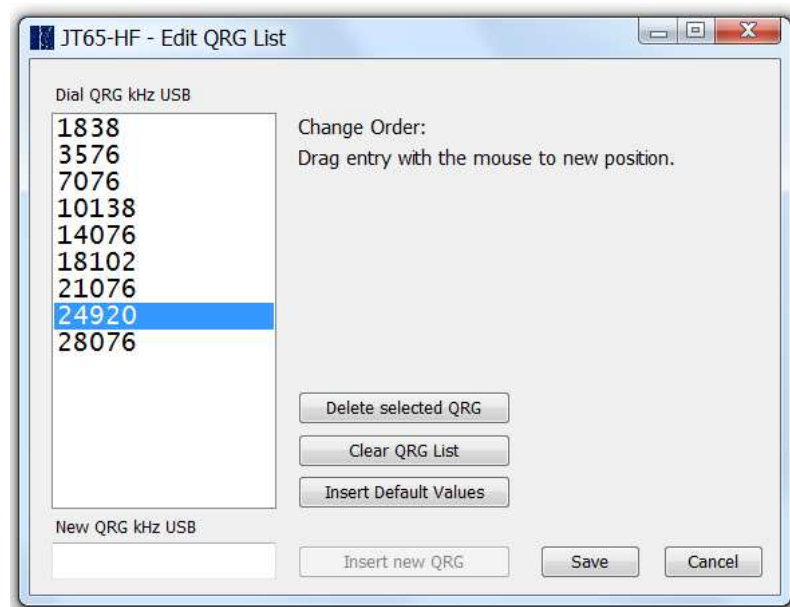 JT65-HF - Edit QRG List
Dial QRG kHz USB
1838
3576
7076
10138
14076
18102
21076
24920
28076
Change Order:
Drag entry with the mouse to new position.
Delete selected QRG
Clear QRG List
Insert Default Values
New QRG kHz USB
Insert new QRG
Save
Cancel